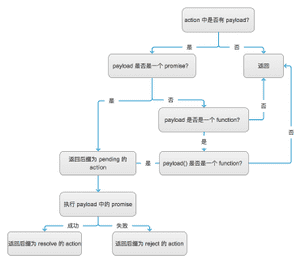 action 中是否有 payload?
是
否
payload 是否是一个 promise?
返回
是
否
否
否
payload 是否是一个 function?
是
返回后缀为 pending 的
action
是
payload() 是否是一个 function?
执行 payload 中的 promise
成功
失败
返回后缀为 resolve 的 action
返回后缀为 reject 的 action